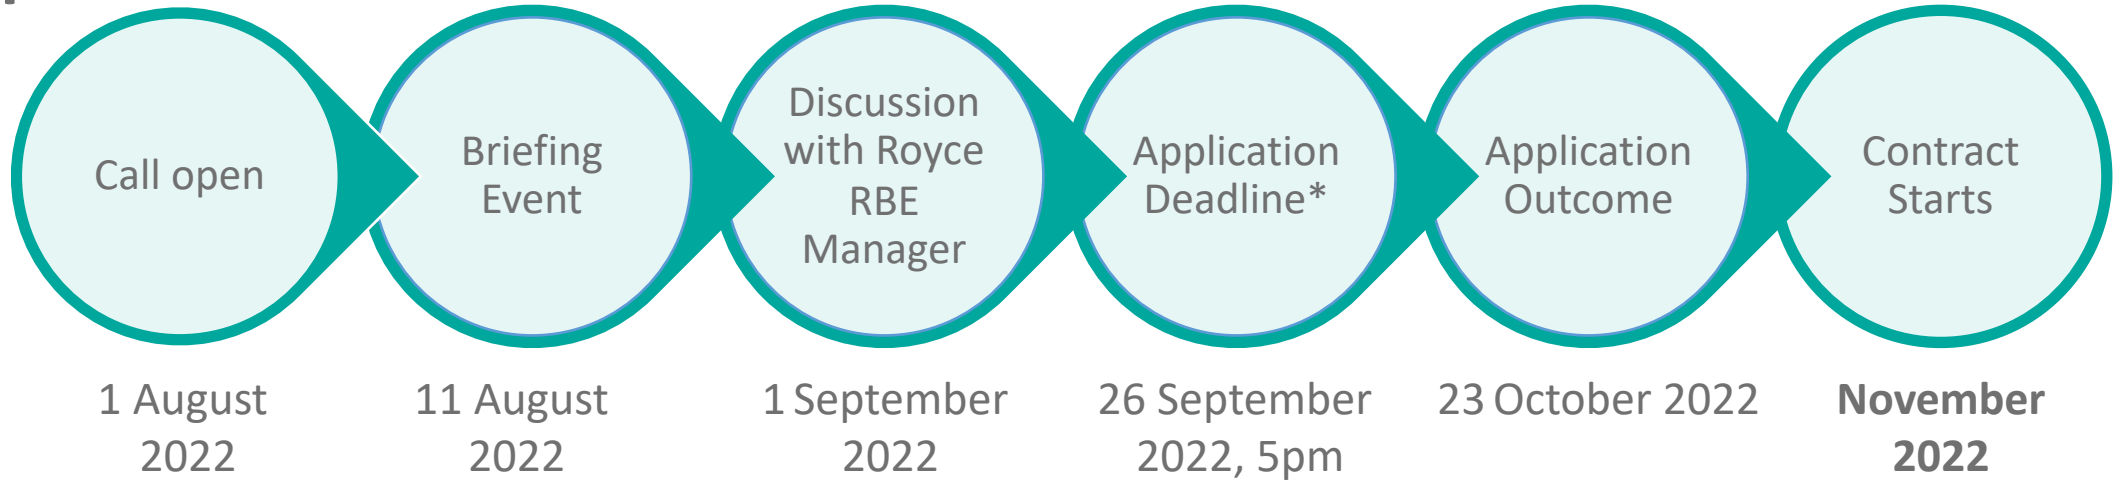 Call open
Briefing
Event
Discussion
with Royce
RBE
Manager
Application
Deadline*
Application
Outcome
Contract
Starts
1 August
2022
11 August
2022
1 September
2022
26 September
2022, 5pm
23 October 2022
November
2022